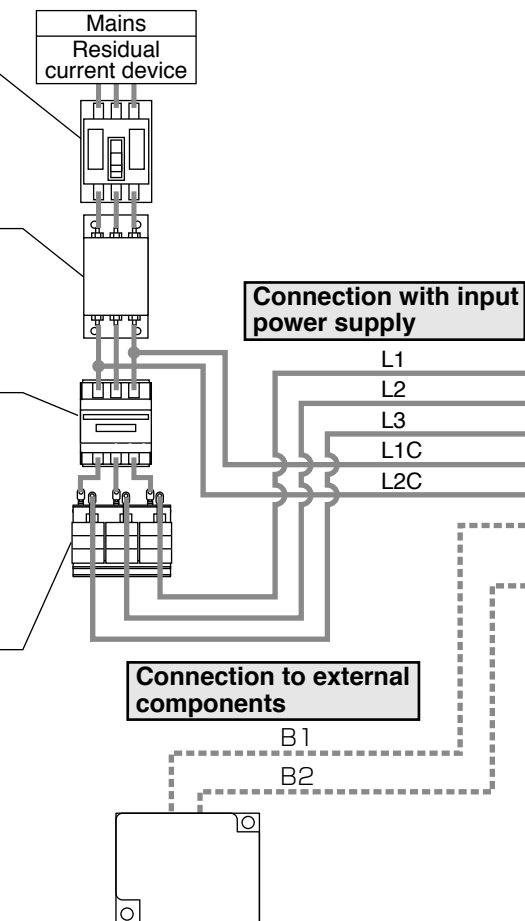 Mains
Residual
current device
Connection with input
power supply
L1
L2
L3
L1C
L2C
Connection to external
components
B1
B2